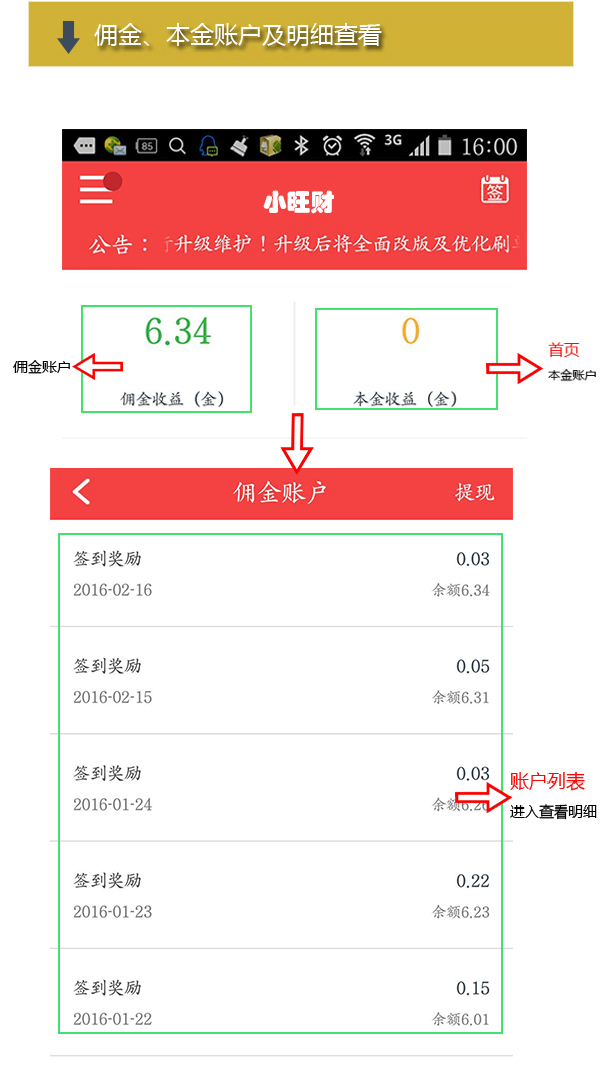 佣金、本金账户及明细查看
85
3G
16:00
小旺财
签
公告：升级维护！升级后将全面改版及优化刷
6.34
0
佣金账户
首页
本金账户
佣金收益（金）
本金收益（金）
佣金账户
提现
签到奖励
0.03
2016-02-16
余额6.34
签到奖励
0.05
2016-02-15
余额6.31
签到奖励
0.03
2016-01-24
余额6.26
账户列表
进入查看明细
签到奖励
0.22
2016-01-23
余额6.23
签到奖励
0.15
2016-01-22
余额6.01